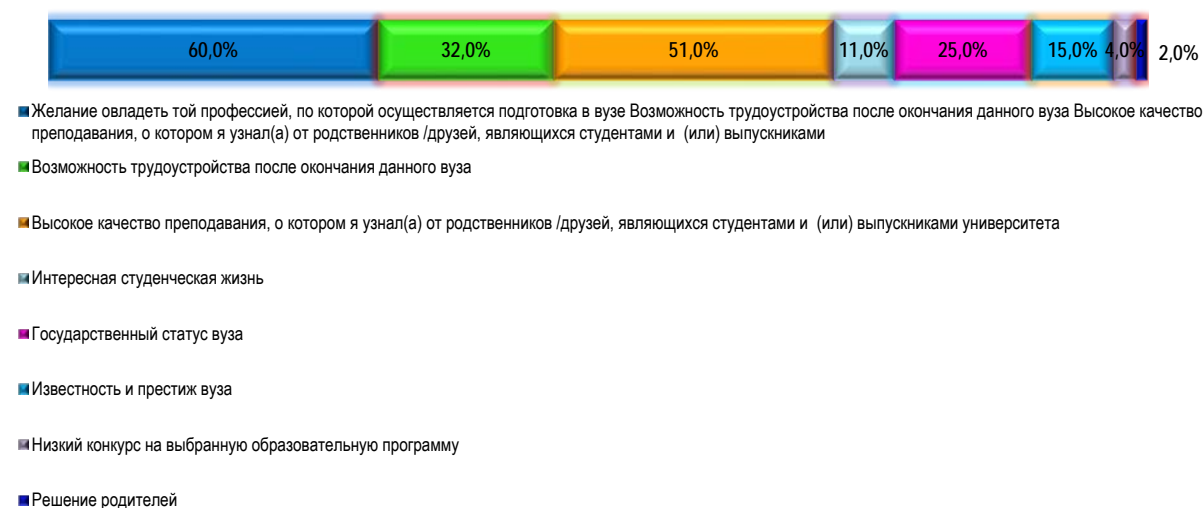 60,0% 32,0% 51,0% 11,0% 25,0% 15,0% 4,0% 2,0%
Желание овладеть той профессией, по которой осуществляется подготовка в вузе Возможность трудоустройства после окончания данного вуза Высокое качество
преподавания, о котором я узнал(а) от родственников /друзей, являющихся студентами и (или) выпускниками
Возможность трудоустройства после окончания данного вуза
Высокое качество преподавания, о котором я узнал(а) от родственников /друзей, являющихся студентами и (или) выпускниками университета
Интересная студенческая жизнь
Государственный статус вуза
Известность и престиж вуза
Низкий конкурс на выбранную образовательную программу
Решение родителей